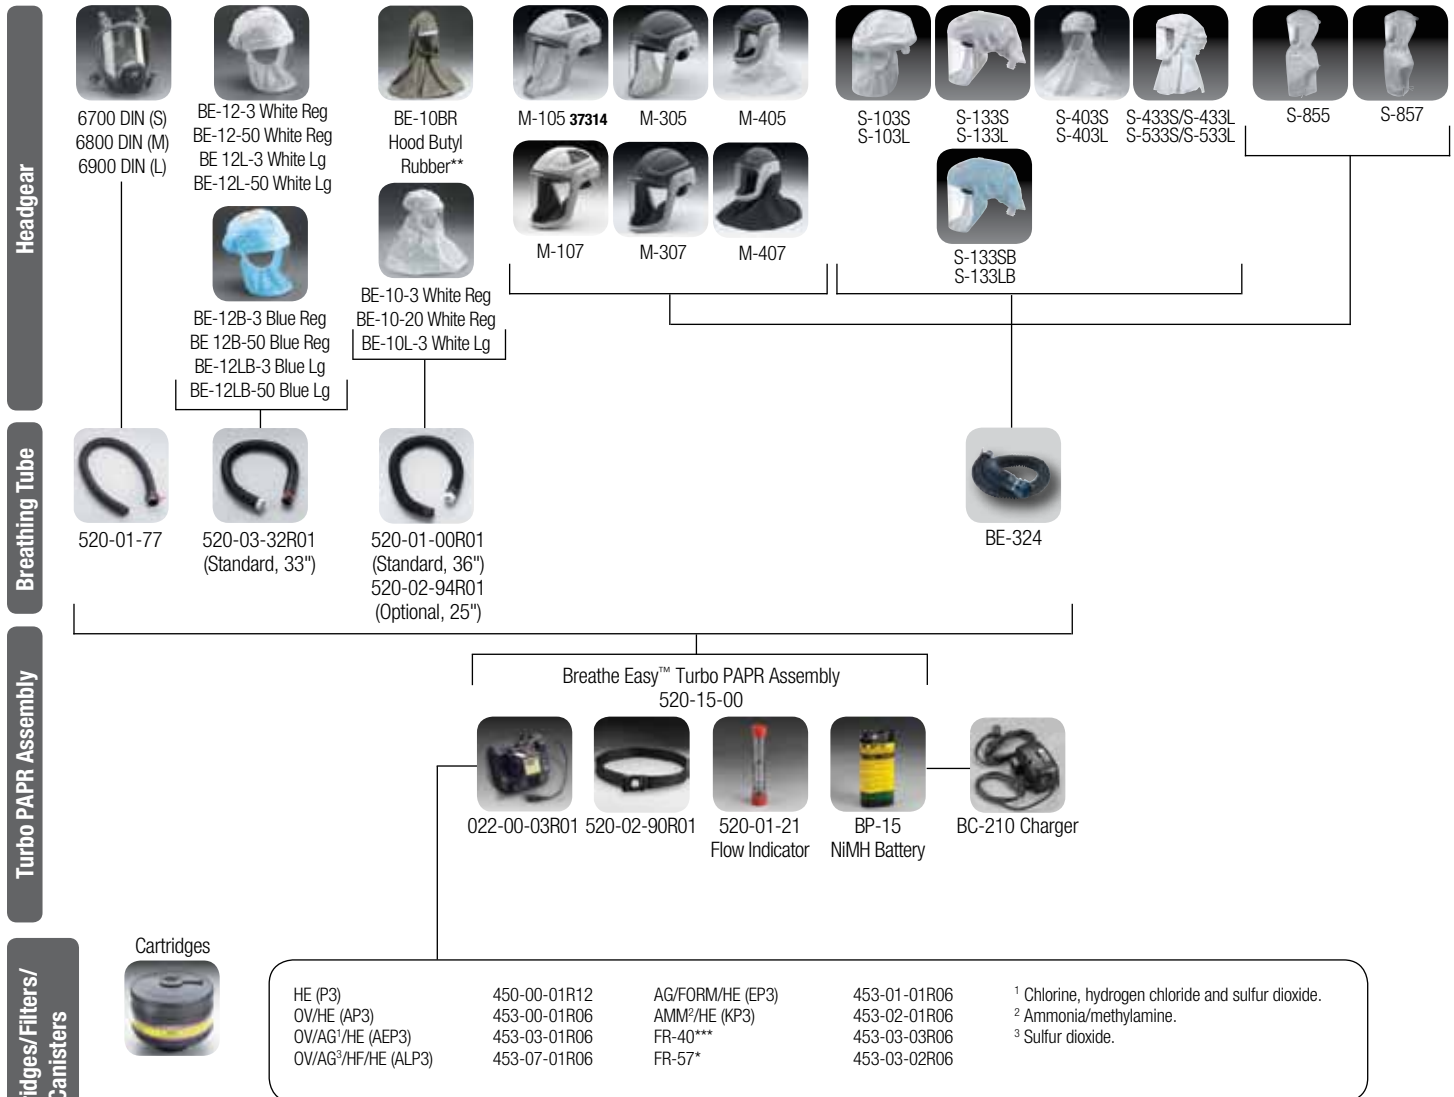 Headgear
6700 DIN (S)
6800 DIN (M)
6900 DIN (L)
BE-12-3 White Reg
BE-12-50 White Reg
BE 12L-3 White Lg
BE-12L-50 White Lg
BE-12B-3 Blue Reg
BE 12B-50 Blue Reg
BE-12LB-3 Blue Lg
BE-12LB-50 Blue Lg
BE-10BR
Hood Butyl
Rubber**
BE-10-3 White Reg
BE-10-20 White Reg
BE-10L-3 White Lg
M-105 37314
M-305
M-405
M-107
M-307
M-407
S-103S
S-103L
S-133S
S-133L
S-403S
S-403L
S-433S/S-433L
S-533S/S-533L
S-133SB
S-133LB
S-855
S-857
Breathing Tube
520-01-77
520-03-32R01
(Standard, 33")
520-01-00R01
(Standard, 36")
520-02-94R01
(Optional, 25")
BE-324
Turbo PAPR Assembly
Breathe Easy™ Turbo PAPR Assembly
520-15-00
022-00-03R01
520-02-90R01
520-01-21
Flow Indicator
BP-15
NiMH Battery
BC-210 Charger
ridges/Filters/
Canisters
Cartridges
HE (P3) 450-00-01R12 AG/FORM/HE (EP3) 453-01-01R06 ¹ Chlorine, hydrogen chloride and sulfur dioxide.
OV/HE (AP3) 453-00-01R06 AMM²/HE (KP3) 453-02-01R06 ² Ammonia/methylamine.
OV/AG¹/HE (AEP3) 453-03-01R06 FR-40*** 453-03-03R06 ³ Sulfur dioxide.
OV/AG³/HF/HE (ALP3) 453-07-01R06 FR-57* 453-03-02R06